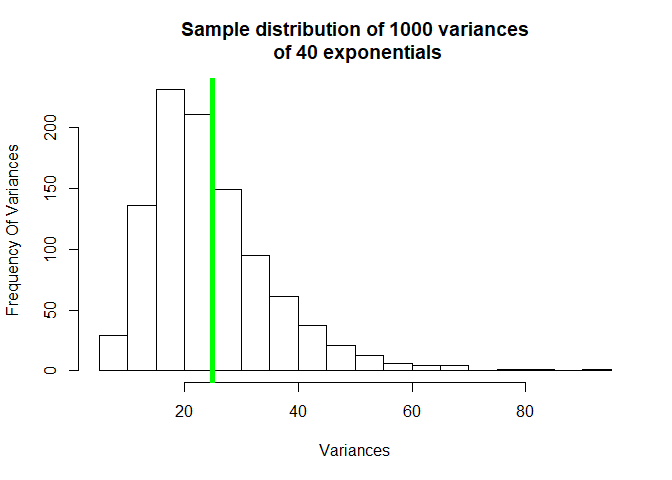 Sample distribution of 1000 variances
of 40 exponentials
Frequency Of Variances
200
150
100
50
0
20 40 60 80
Variances